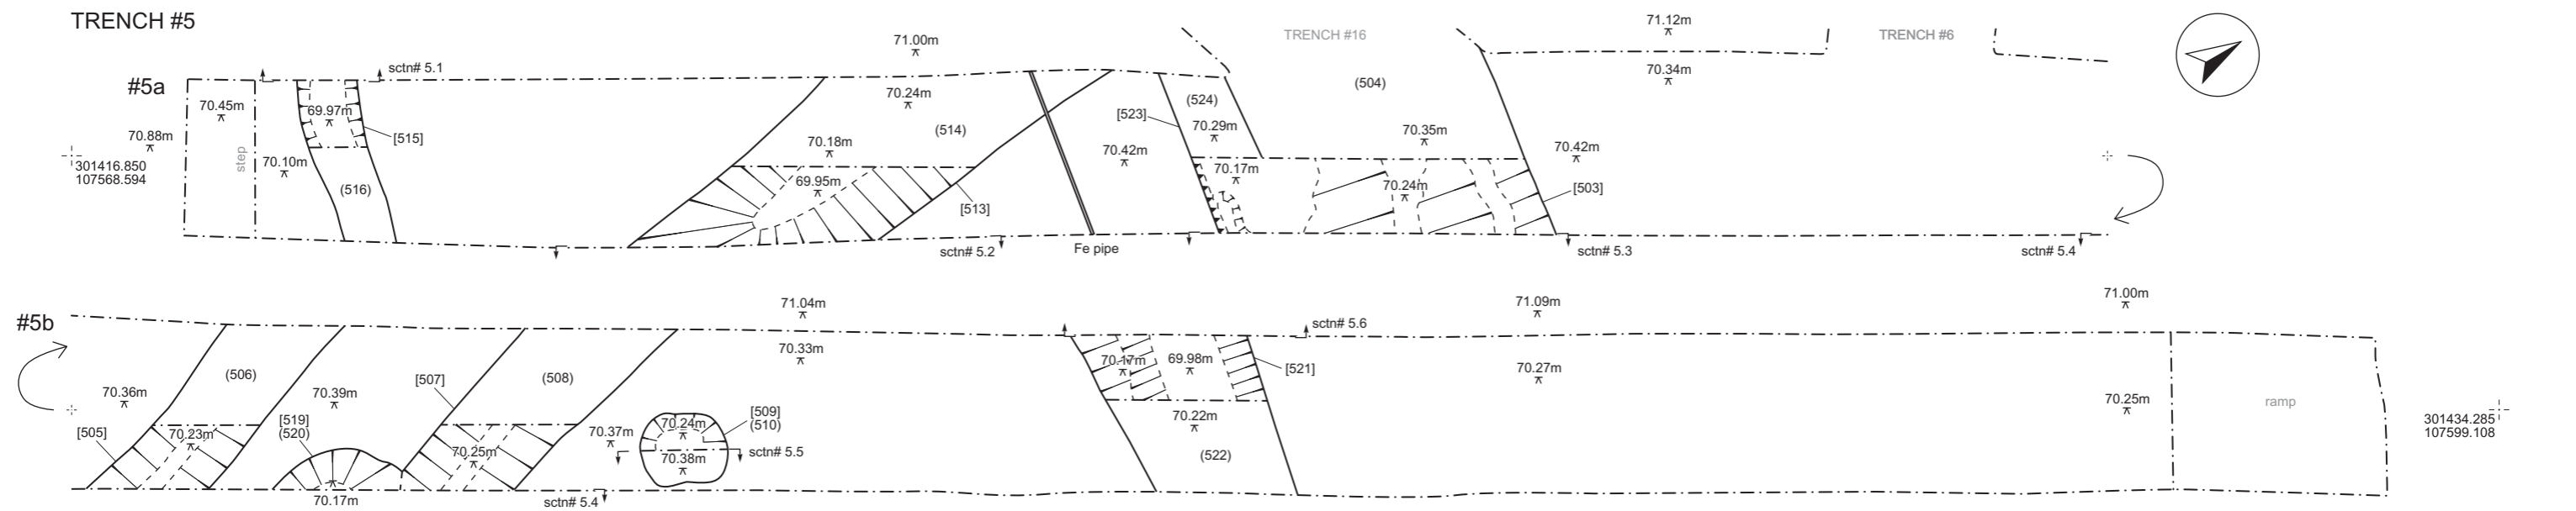 TRENCH #5
#5a
sctn# 5.1
71.00m
TRENCH #16
71.12m
TRENCH #6
70.45m
70.88m
301416.850
107568.594
step
69.97m
[515]
70.10m
(516)
70.24m
(514)
70.18m
69.95m
[513]
70.34m
(504)
(524)
[523]
70.29m
70.42m
70.17m
70.35m
70.24m
70.42m
[503]
sctn# 5.2
Fe pipe
sctn# 5.3
sctn# 5.4
#5b
71.04m
71.09m
71.00m
sctn# 5.6
70.33m
(506)
70.36m
70.39m
[507]
(508)
[505]
70.23m
[519]
(520)
70.25m
70.17m
70.37m
70.24m
[509]
(510)
70.38m
sctn# 5.5
sctn# 5.4
70.17m
69.98m
[521]
70.22m
(522)
70.27m
70.25m
ramp
301434.285
107599.108